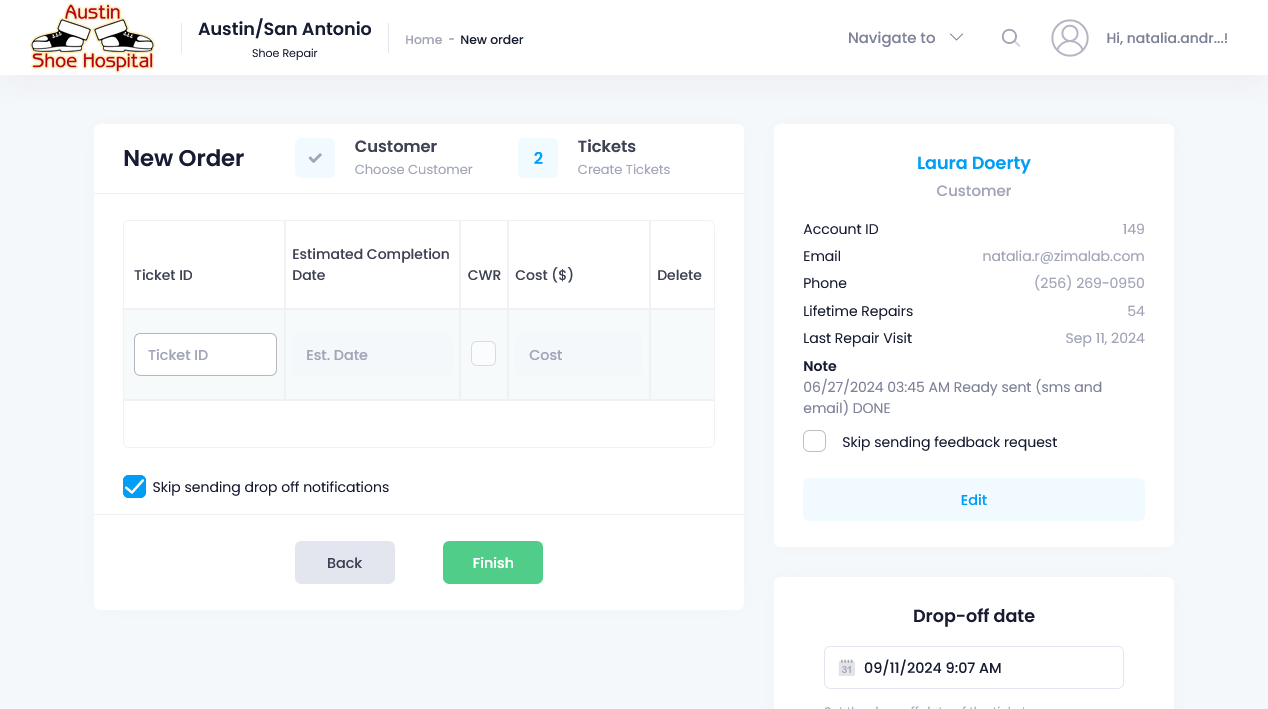 Austin
Shoe Hospital
Austin/San Antonio
Shoe Repair
Home - New order
Navigate to
Hi, natalia.andr...!
New Order
Customer
Choose Customer
2
Tickets
Create Tickets
Ticket ID
Estimated Completion
Date
CWR
Cost ($)
Delete
Ticket ID
Est. Date
Cost
Skip sending drop off notifications
Back
Finish
Laura Doerty
Customer
Account ID 149
Email natalia.r@zimalab.com
Phone (256) 269-0950
Lifetime Repairs 54
Last Repair Visit Sep 11, 2024
Note
06/27/2024 03:45 AM Ready sent (sms and
email) DONE
Skip sending feedback request
Edit
Drop-off date
31
09/11/2024 9:07 AM